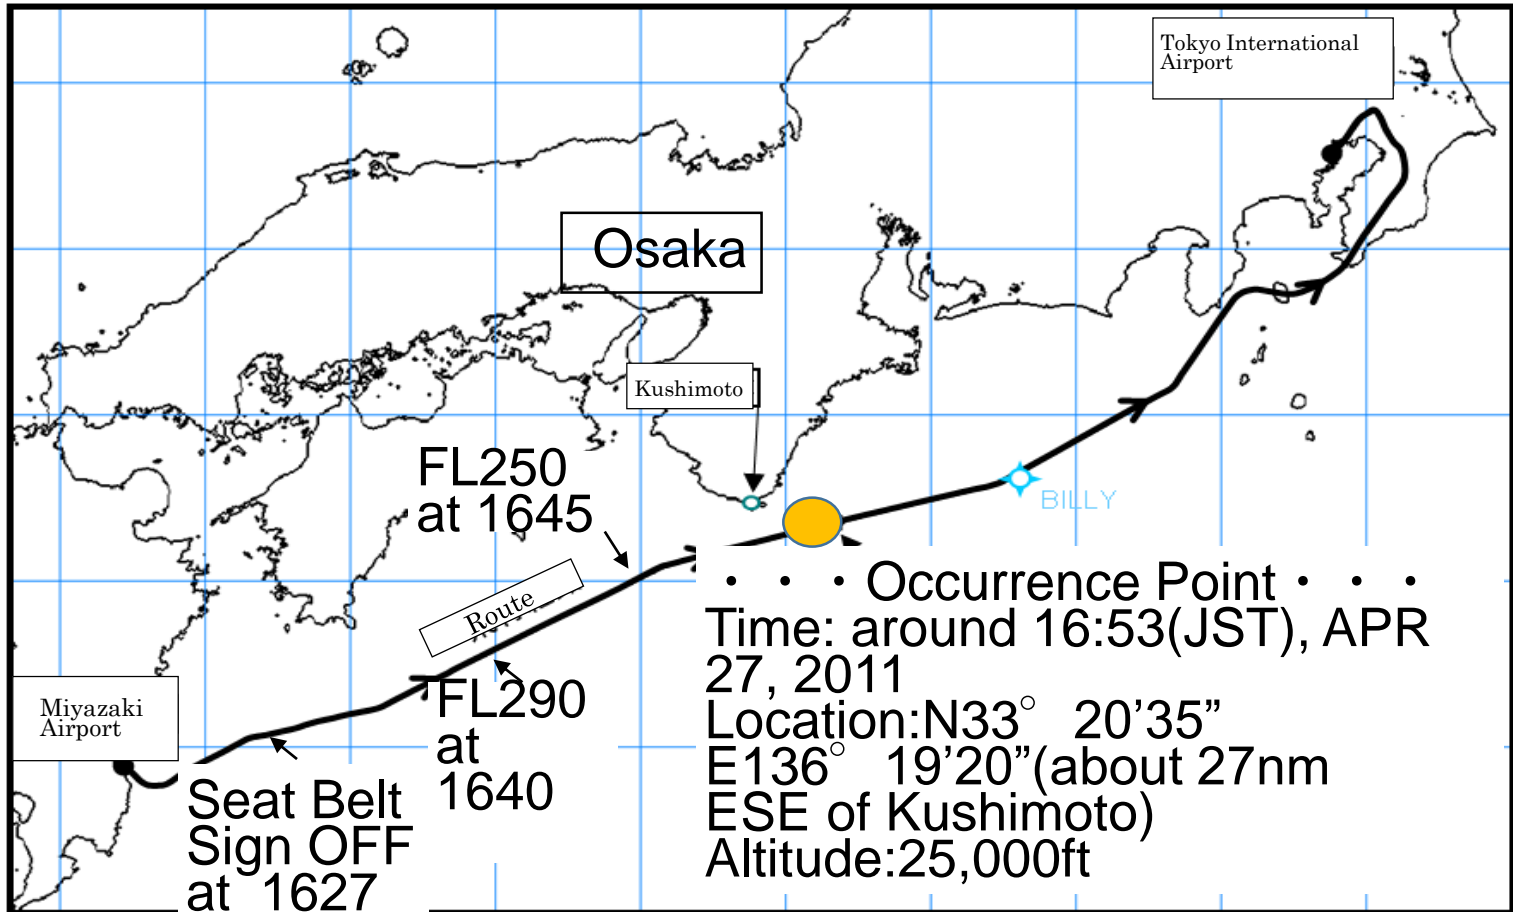 Tokyo International
Airport
Osaka
Kushimoto
FL250
at 1645
BILLY
Route
・・・Occurrence Point・・・
Time: around 16:53(JST), APR
27, 2011
Location:N33° 20’35”
E136° 19’20”(about 27nm
ESE of Kushimoto)
Altitude:25,000ft
FL290
at
1640
Miyazaki
Airport
Seat Belt
Sign OFF
at 1627